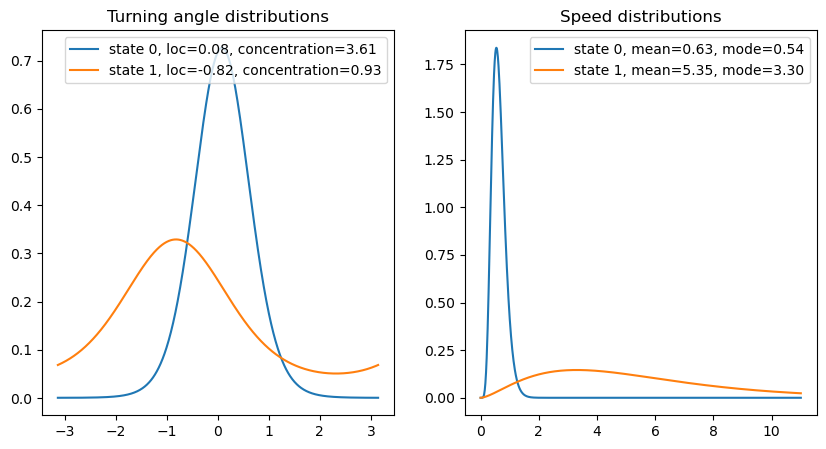 Turning angle distributions
state 0, loc=0.08, concentration=3.61
state 1, loc=-0.82, concentration=0.93
0.7
0.6
0.5
0.4
0.3
0.2
0.1
0.0
−3 −2 −1 0 1 2 3
Speed distributions
state 0, mean=0.63, mode=0.54
state 1, mean=5.35, mode=3.30
1.75
1.50
1.25
1.00
0.75
0.50
0.25
0.00
0 2 4 6 8 10